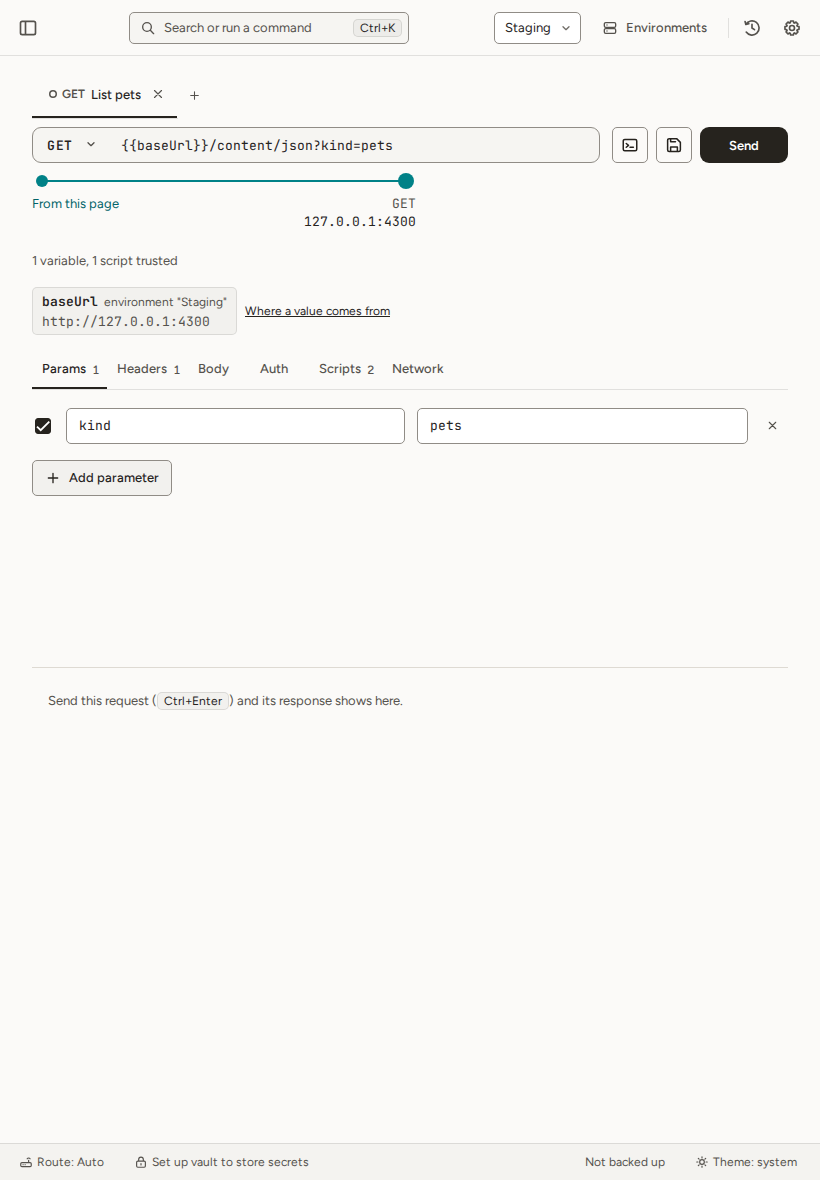 Search or run a command Ctrl+K Staging Environments
GET List pets
GET {{baseUrl}}/content/json?kind=pets Send
From this page GET
127.0.0.1:4300
1 variable, 1 script trusted
baseUrl environment "Staging"
http://127.0.0.1:4300
Where a value comes from
Params 1 Headers 1 Body Auth Scripts 2 Network
kind pets
Add parameter
Send this request (Ctrl+Enter) and its response shows here.
Route: Auto Set up vault to store secrets Not backed up Theme: system